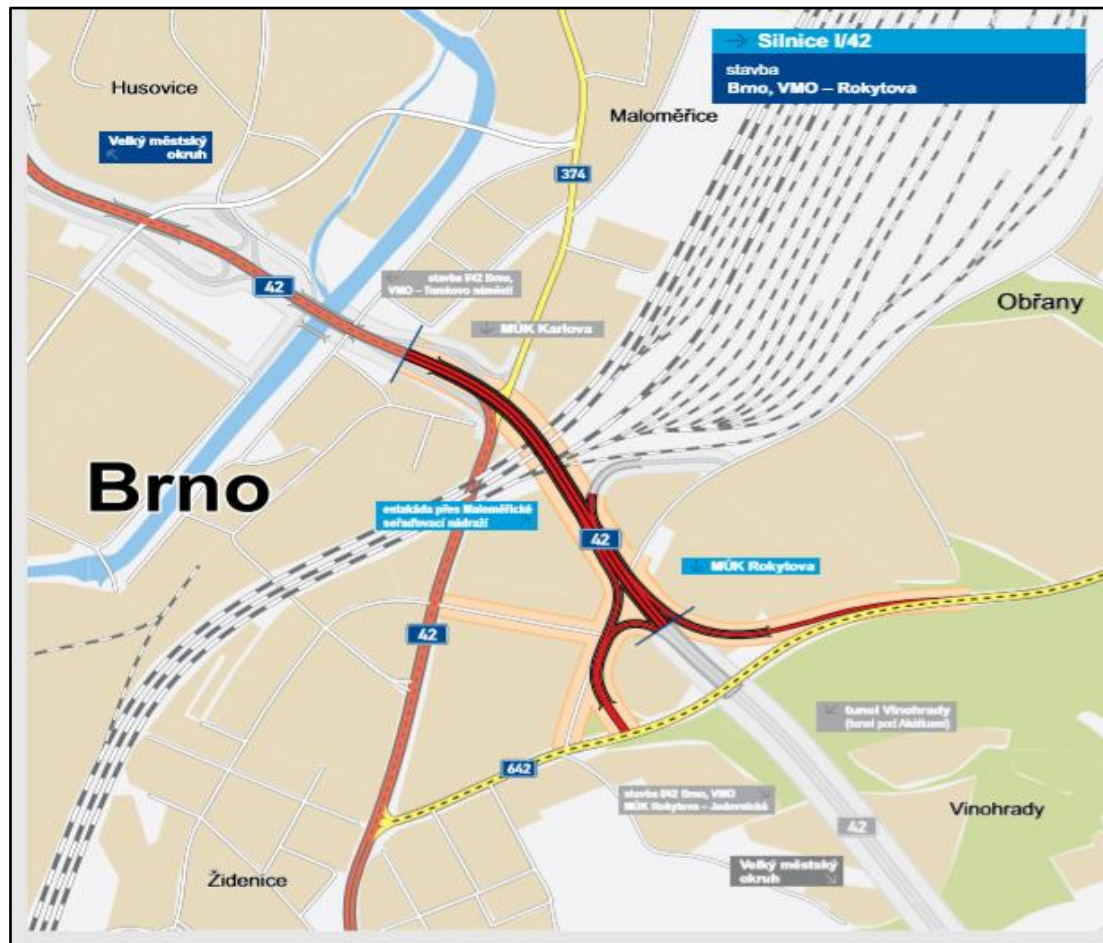 Silnice I/42
stavba
Brno, VMO – Rokytova
Husovice
Maloměřice
Velký městský
okruh
374
stavba I/42 Brno,
VMO – Tomkovo náměstí
42
MÚK Karlova
Obřany
Brno
estakáda přes Maloměřické
seřaďovací nádraží
42
MÚK Rokytova
42
tunel Vinohrady
(tunel pod Akátkami)
642
stavba I/42 Brno, VMO
MÚK Rokytova – Jedovnická
Vinohrady
42
Velký městský
okruh
Židenice